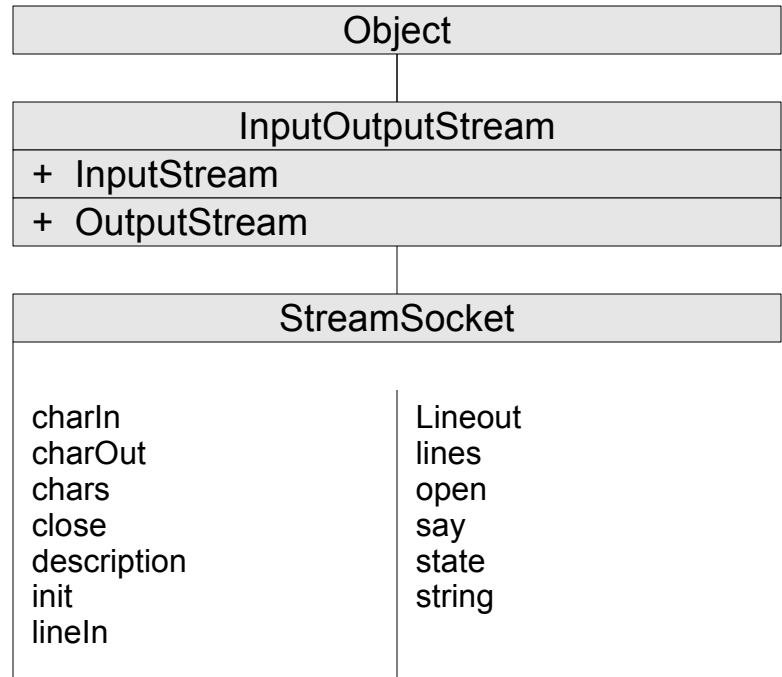 Object
InputOutputStream
+ InputStream
+ OutputStream
StreamSocket
charIn
charOut
chars
close
description
init
lineIn
Lineout
lines
open
say
state
string